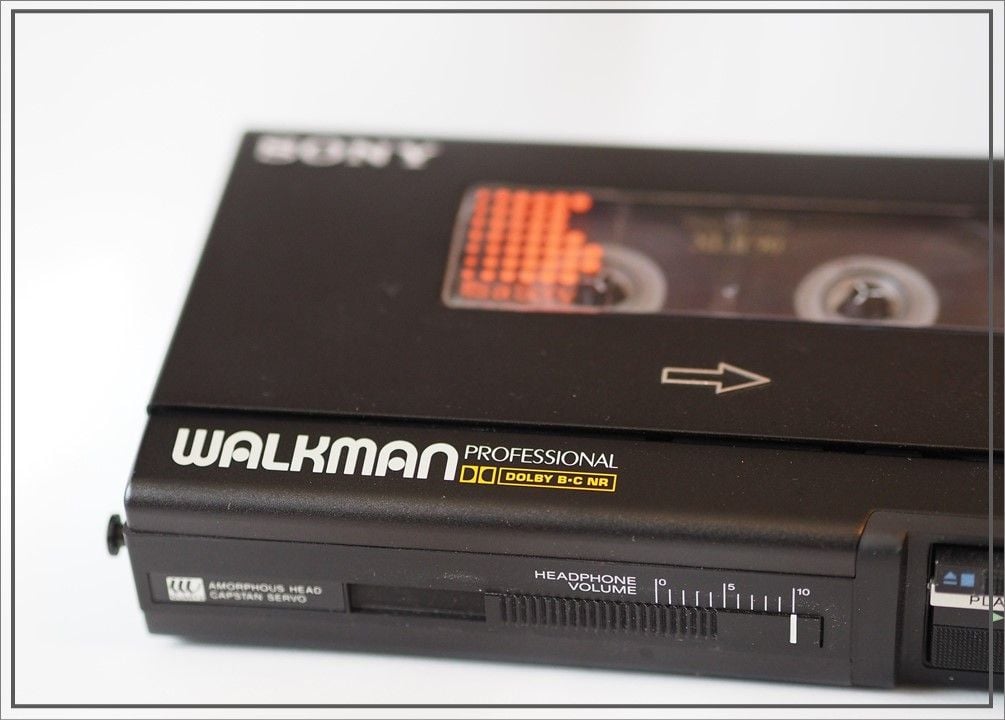 SONY
WALKMAN PROFESSIONAL
DOLBY B·C NR
HEADPHONE
VOLUME
0 5 10
AMORPHOUS HEAD
CAPSTAN SERVO